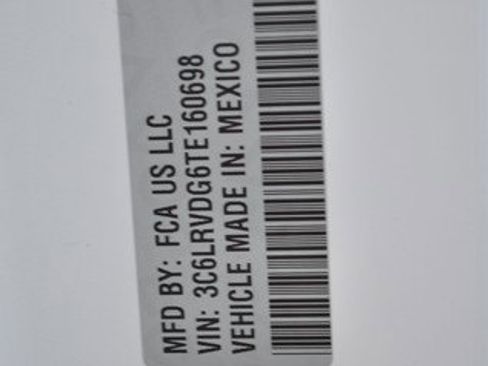 MFD BY: FCA US LLC
VIN: 3C6LRVDG6TE160698
VEHICLE MADE IN: MEXICO